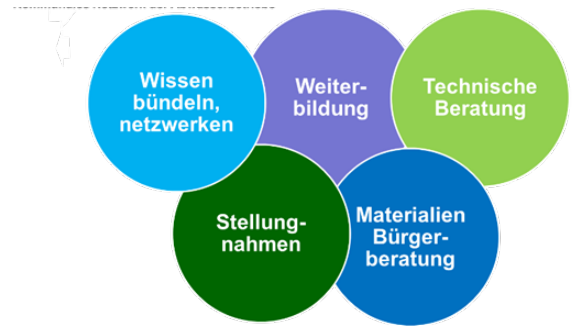 Wissen
bündeln,
netzwerken
Weiter-
bildung
Technische
Beratung
Stellung-
nahmen
Materialien
Bürger-
beratung